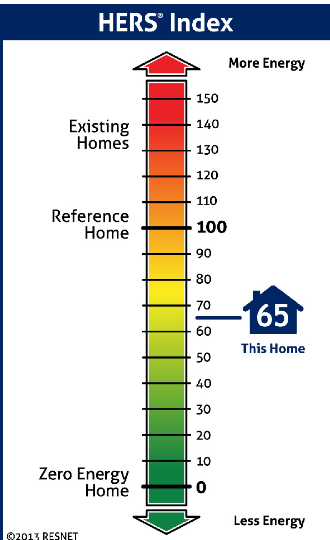 HERS® Index
More Energy
150
Existing
Homes
140
130
120
110
Reference
Home
100
90
80
70
65
This Home
60
50
40
30
20
10
Zero Energy
Home
0
Less Energy
©2013 RESNET